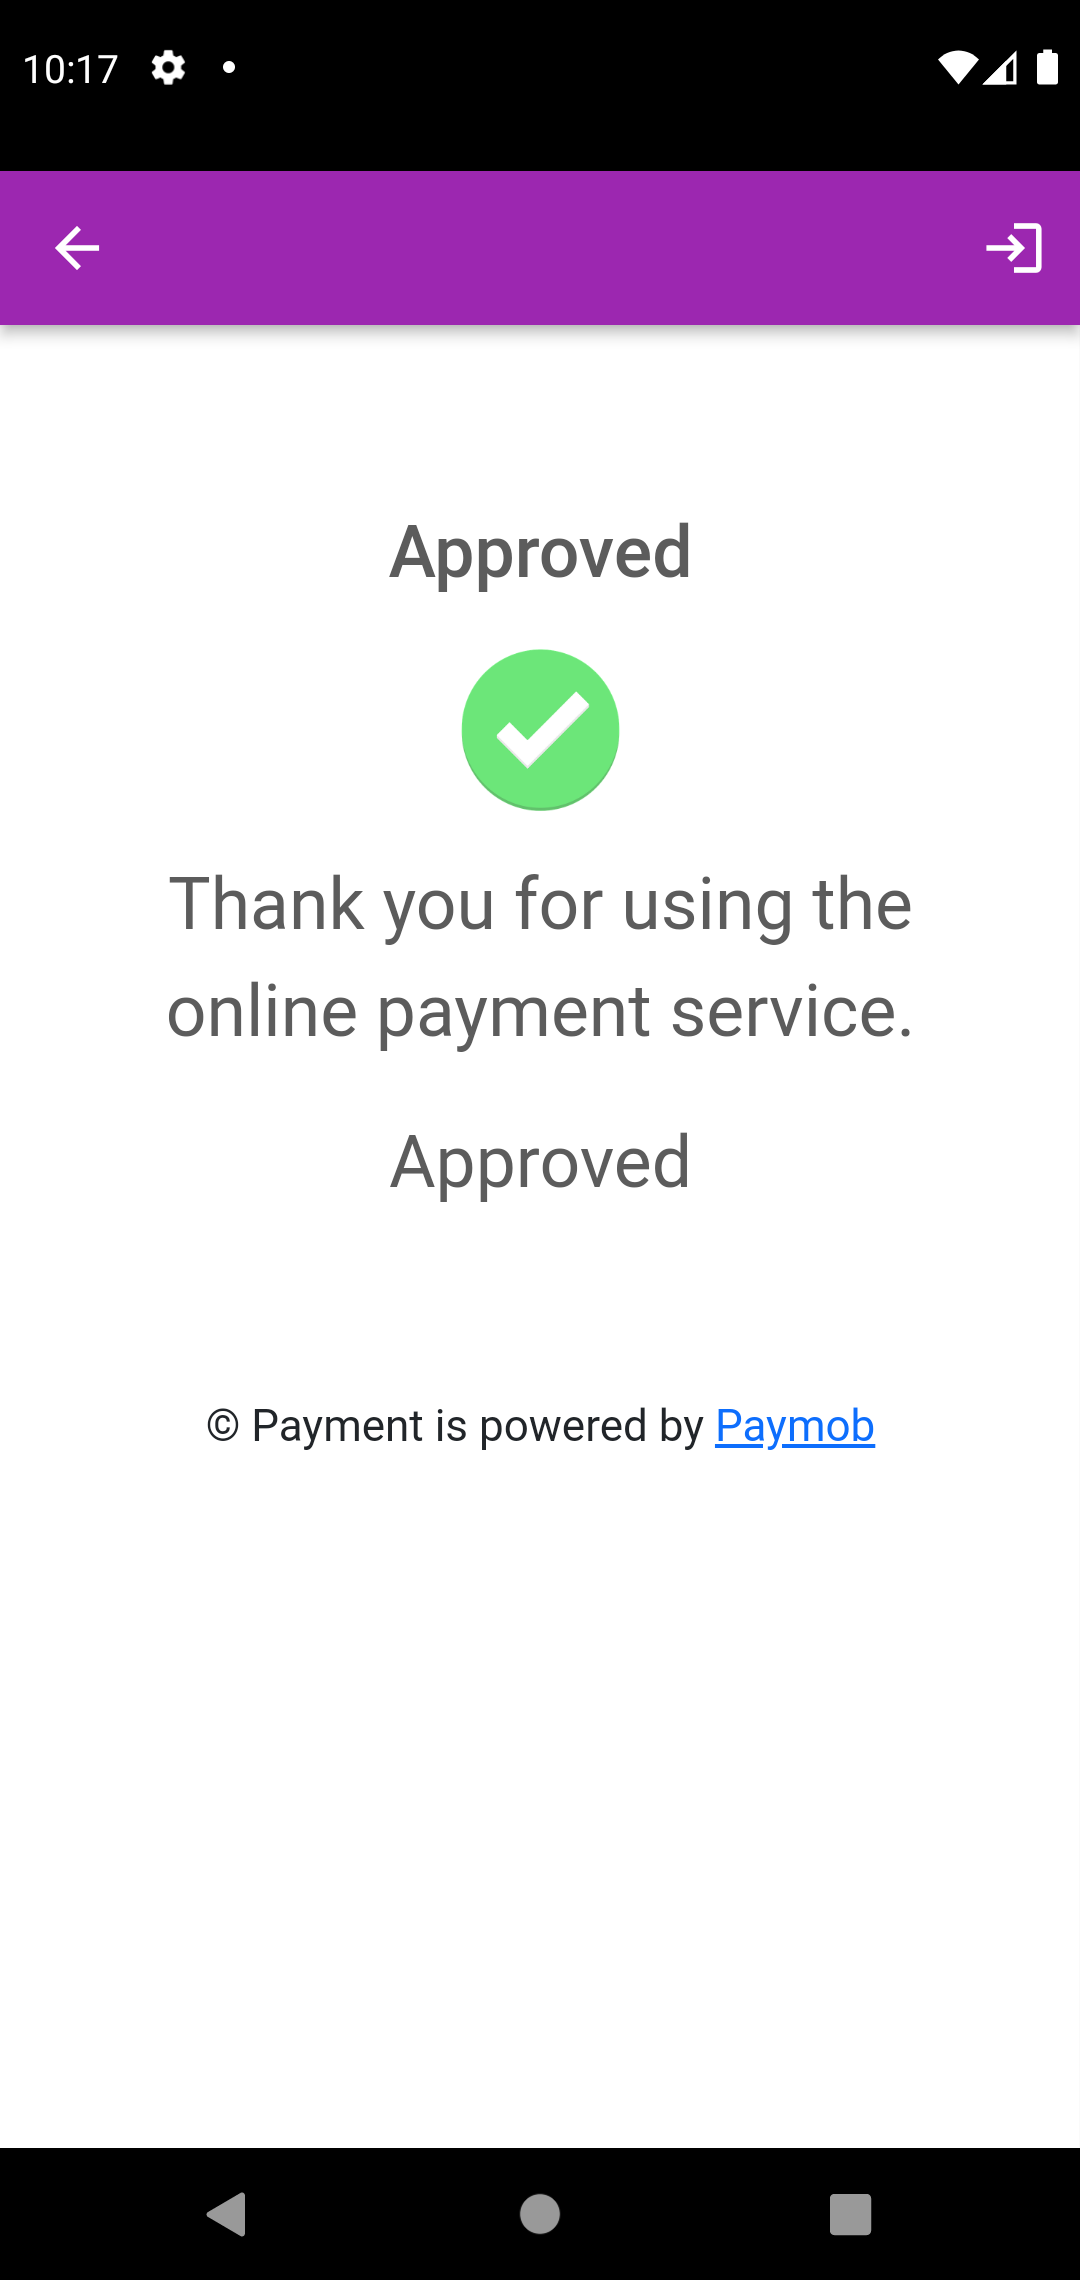 10:17
Approved
Thank you for using the
online payment service.
Approved
© Payment is powered by Paymob